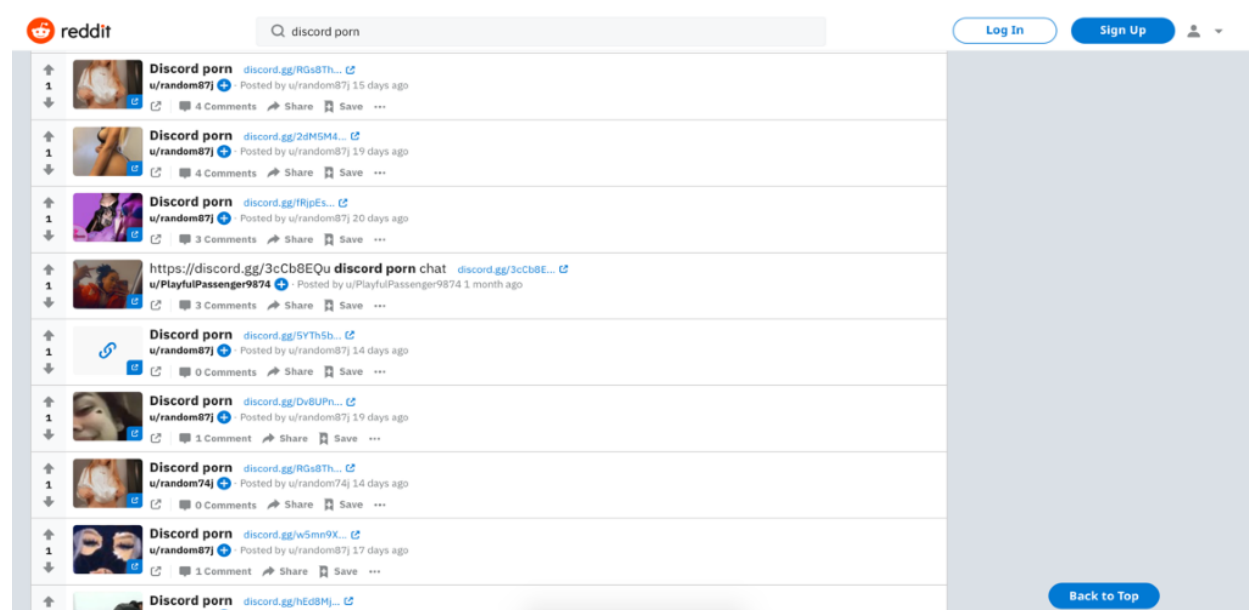 reddit
discord porn
Log In
Sign Up
Discord porn discord.gg/RGs8Th...
u/random87j · Posted by u/random87j 15 days ago
1
4 Comments Share Save ...
Discord porn discord.gg/2dM5M4...
u/random87j · Posted by u/random87j 19 days ago
1
4 Comments Share Save ...
Discord porn discord.gg/fRjpEs...
u/random87j · Posted by u/random87j 20 days ago
1
3 Comments Share Save ...
https://discord.gg/3cCb8EQu discord porn chat discord.gg/3cCb8E...
u/PlayfulPassenger9874 · Posted by u/PlayfulPassenger9874 1 month ago
1
3 Comments Share Save ...
Discord porn discord.gg/5YTh5b...
u/random87j · Posted by u/random87j 14 days ago
1
0 Comments Share Save ...
Discord porn discord.gg/Dv8UPn...
u/random87j · Posted by u/random87j 19 days ago
1
1 Comment Share Save ...
Discord porn discord.gg/RGs8Th...
u/random74j · Posted by u/random74j 14 days ago
1
0 Comments Share Save ...
Discord porn discord.gg/w5mn9X...
u/random87j · Posted by u/random87j 17 days ago
1
1 Comment Share Save ...
Discord porn discord.gg/hEd8Mj...
Back to Top